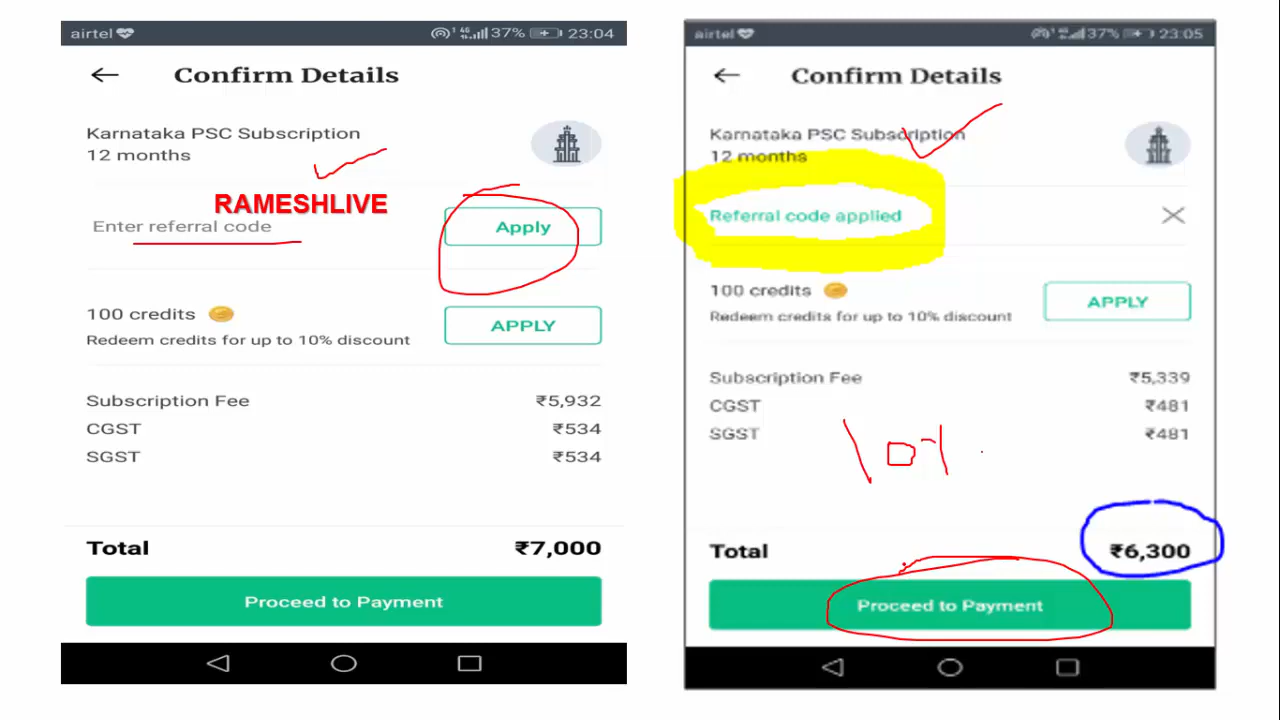 airtel 4G 37% 23:04
Confirm Details
Karnataka PSC Subscription
12 months
RAMESHLIVE
Enter referral code Apply
100 credits APPLY
Redeem credits for up to 10% discount
Subscription Fee ₹5,932
CGST ₹534
SGST ₹534
Total ₹7,000
Proceed to Payment
airtel 37% 23:05
Confirm Details
Karnataka PSC Subscription
12 months
Referral code applied
100 credits APPLY
Redeem credits for up to 10% discount
Subscription Fee ₹5,339
CGST ₹481
SGST ₹481
Total ₹6,300
Proceed to Payment